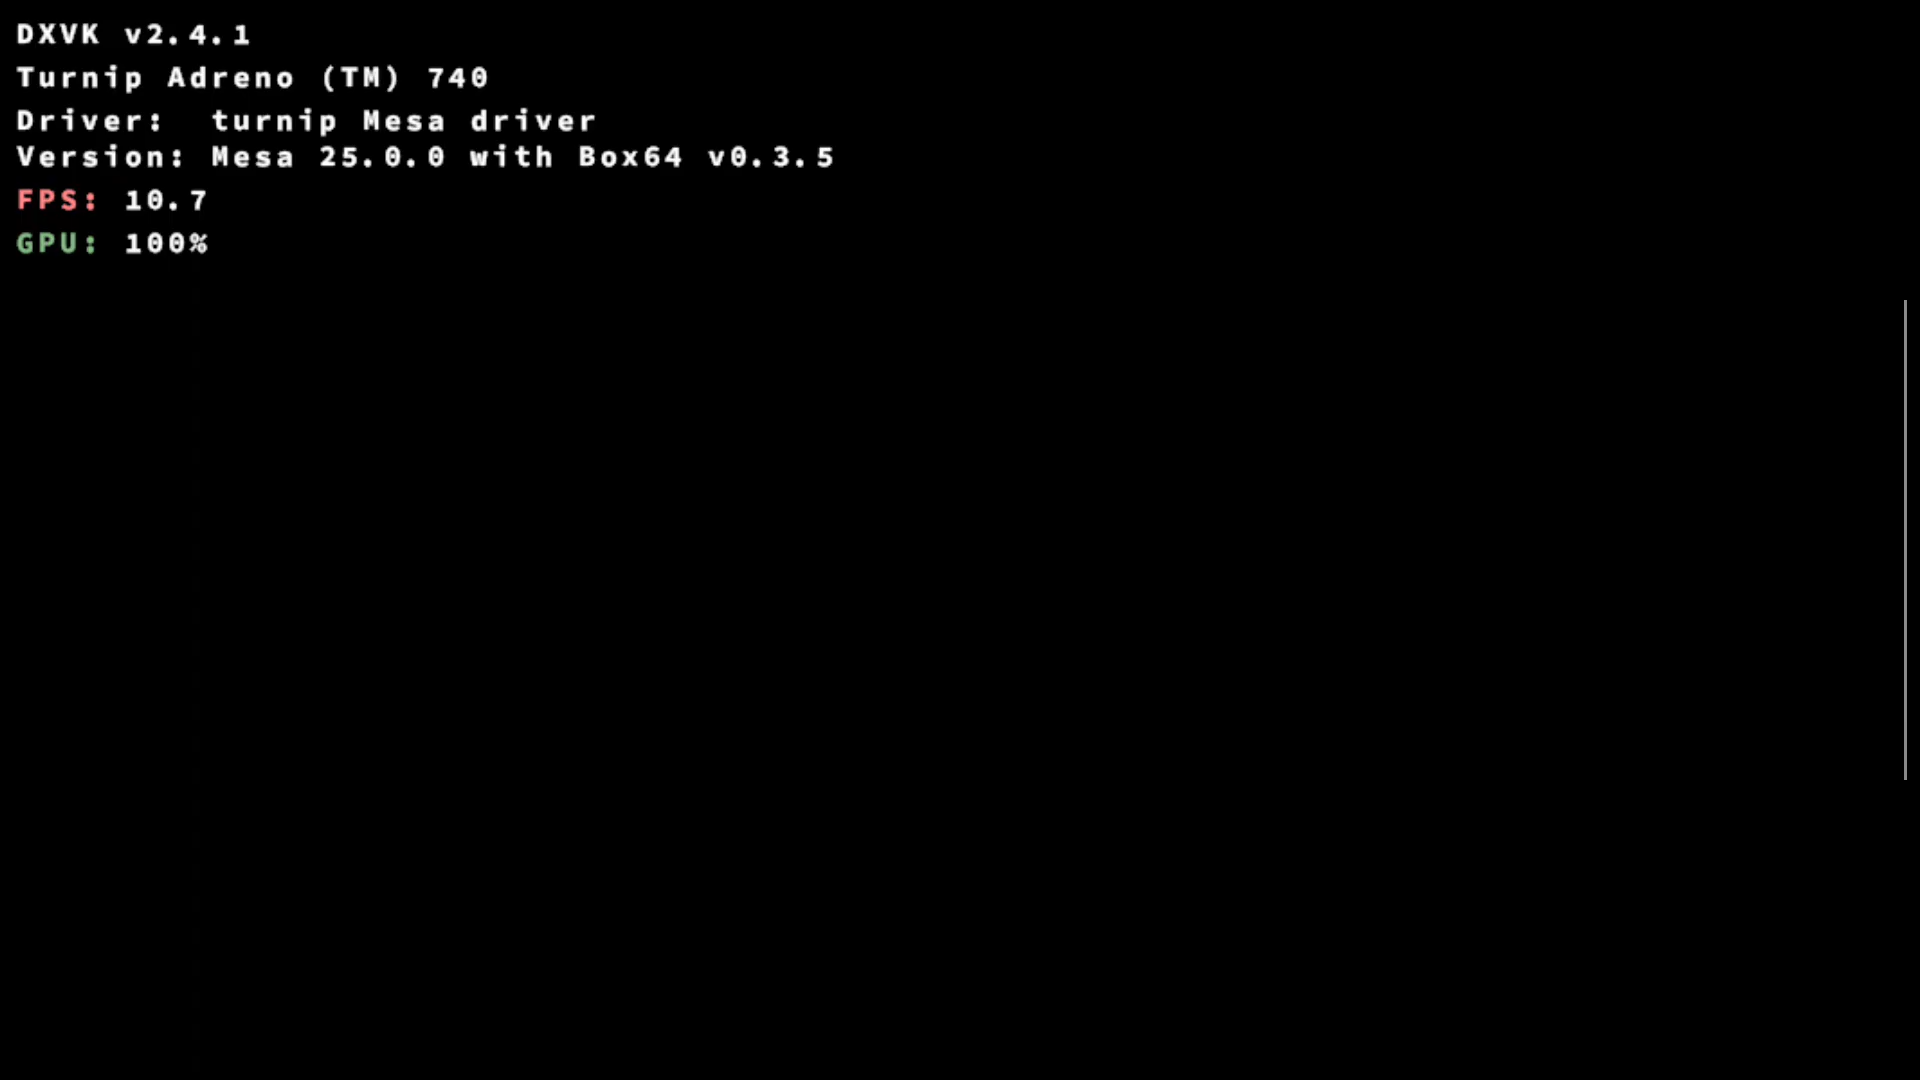 DXVK v2.4.1
Turnip Adreno (TM) 740
Driver:  turnip Mesa driver
Version: Mesa 25.0.0 with Box64 v0.3.5
FPS: 10.7
GPU: 100%